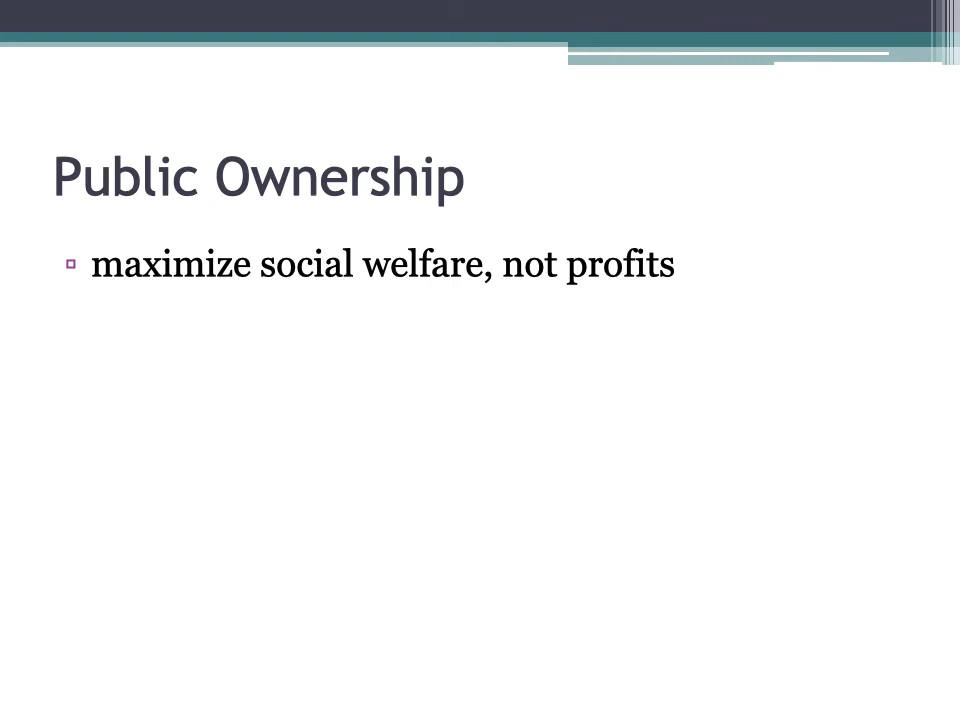 Public Ownership
▫ maximize social welfare, not profits